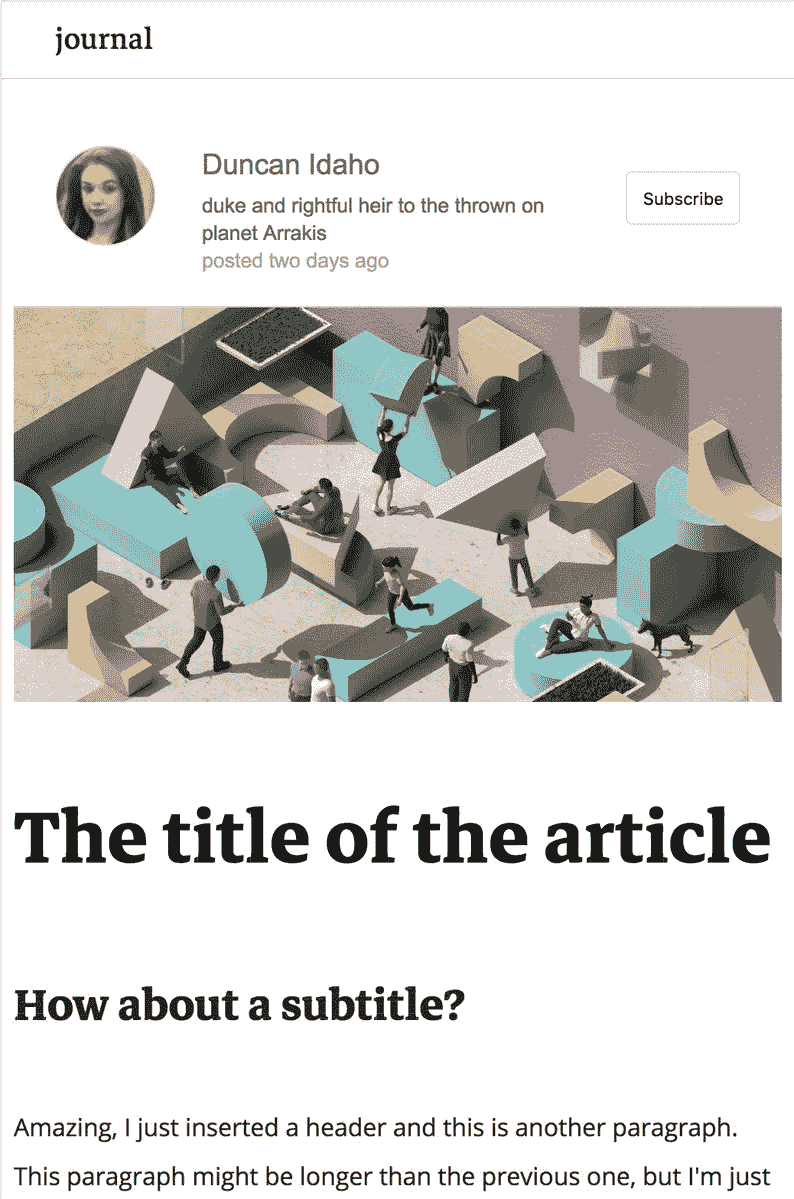 journal
Duncan Idaho
duke and rightful heir to the thrown on
planet Arrakis
posted two days ago
Subscribe
The title of the article
How about a subtitle?
Amazing, I just inserted a header and this is another paragraph.
This paragraph might be longer than the previous one, but I'm just